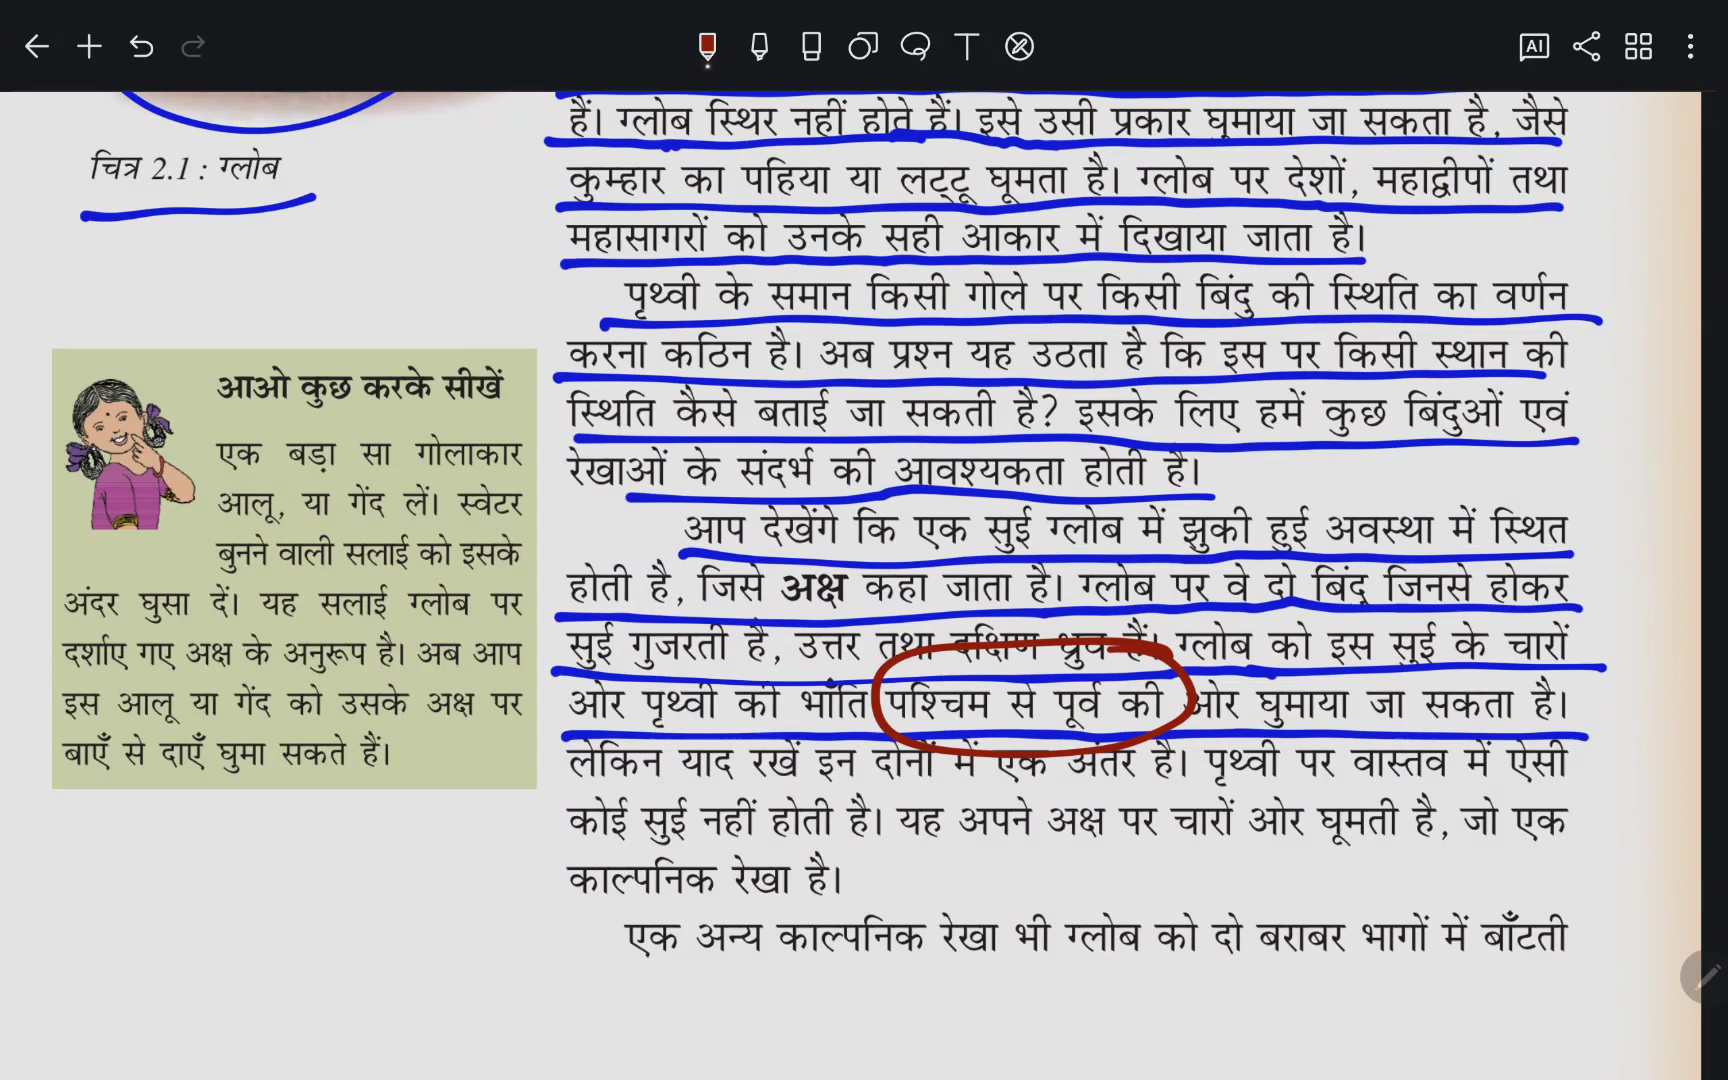 AI
हैं। ग्लोब स्थिर नहीं होते हैं। इसे उसी प्रकार घुमाया जा सकता है, जैसे
कुम्हार का पहिया या लट्टू घूमता है। ग्लोब पर देशों, महाद्वीपों तथा
महासागरों को उनके सही आकार में दिखाया जाता है।
पृथ्वी के समान किसी गोले पर किसी बिंदु की स्थिति का वर्णन
करना कठिन है। अब प्रश्न यह उठता है कि इस पर किसी स्थान की
स्थिति कैसे बताई जा सकती है? इसके लिए हमें कुछ बिंदुओं एवं
रेखाओं के संदर्भ की आवश्यकता होती है।
आप देखेंगे कि एक सुई ग्लोब में झुकी हुई अवस्था में स्थित
होती है, जिसे अक्ष कहा जाता है। ग्लोब पर वे दो बिंदु जिनसे होकर
सुई गुजरती है, उत्तर तथा दक्षिण ध्रुव हैं। ग्लोब को इस सुई के चारों
ओर पृथ्वी की भाँति पश्चिम से पूर्व की ओर घुमाया जा सकता है।
लेकिन याद रखें इन दोनों में एक अंतर है। पृथ्वी पर वास्तव में ऐसी
कोई सुई नहीं होती है। यह अपने अक्ष पर चारों ओर घूमती है, जो एक
काल्पनिक रेखा है।
एक अन्य काल्पनिक रेखा भी ग्लोब को दो बराबर भागों में बाँटती
चित्र 2.1 : ग्लोब
आओ कुछ करके सीखें
एक बड़ा सा गोलाकार
आलू, या गेंद लें। स्वेटर
बुनने वाली सलाई को इसके
अंदर घुसा दें। यह सलाई ग्लोब पर
दर्शाए गए अक्ष के अनुरूप है। अब आप
इस आलू या गेंद को उसके अक्ष पर
बाएँ से दाएँ घुमा सकते हैं।